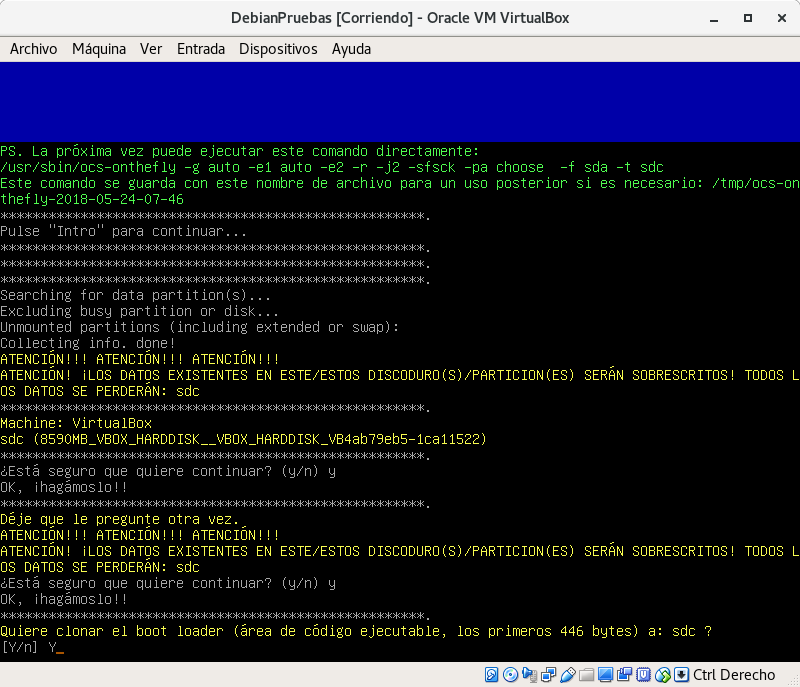 DebianPruebas [Corriendo] - Oracle VM VirtualBox
Archivo Máquina Ver Entrada Dispositivos Ayuda
PS. La próxima vez puede ejecutar este comando directamente:
/usr/sbin/ocs-onthefly -g auto -e1 auto -e2 -r -j2 -sfsck -pa choose  -f sda -t sdc
Este comando se guarda con este nombre de archivo para un uso posterior si es necesario: /tmp/ocs-on
thefly-2018-05-24-07-46
*****************************************************.
Pulse "Intro" para continuar...
*****************************************************.
*****************************************************.
*****************************************************.
Searching for data partition(s)...
Excluding busy partition or disk...
Unmounted partitions (including extended or swap):
Collecting info. done!
ATENCIÓN!!! ATENCIÓN!!! ATENCIÓN!!!
ATENCIÓN! ¡LOS DATOS EXISTENTES EN ESTE/ESTOS DISCODURO(S)/PARTICION(ES) SERÁN SOBRESCRITOS! TODOS L
OS DATOS SE PERDERÁN: sdc
*****************************************************.
Machine: VirtualBox
sdc (8590MB_VBOX_HARDDISK__VBOX_HARDDISK_VB4ab79eb5-1ca11522)
*****************************************************.
¿Está seguro que quiere continuar? (y/n) y
OK, ¡hagámoslo!!
*****************************************************.
Déje que le pregunte otra vez.
ATENCIÓN!!! ATENCIÓN!!! ATENCIÓN!!!
ATENCIÓN! ¡LOS DATOS EXISTENTES EN ESTE/ESTOS DISCODURO(S)/PARTICION(ES) SERÁN SOBRESCRITOS! TODOS L
OS DATOS SE PERDERÁN: sdc
¿Está seguro que quiere continuar? (y/n) y
OK, ¡hagámoslo!!
*****************************************************.
Quiere clonar el boot loader (área de código ejecutable, los primeros 446 bytes) a: sdc ?
[Y/n] Y_
Ctrl Derecho